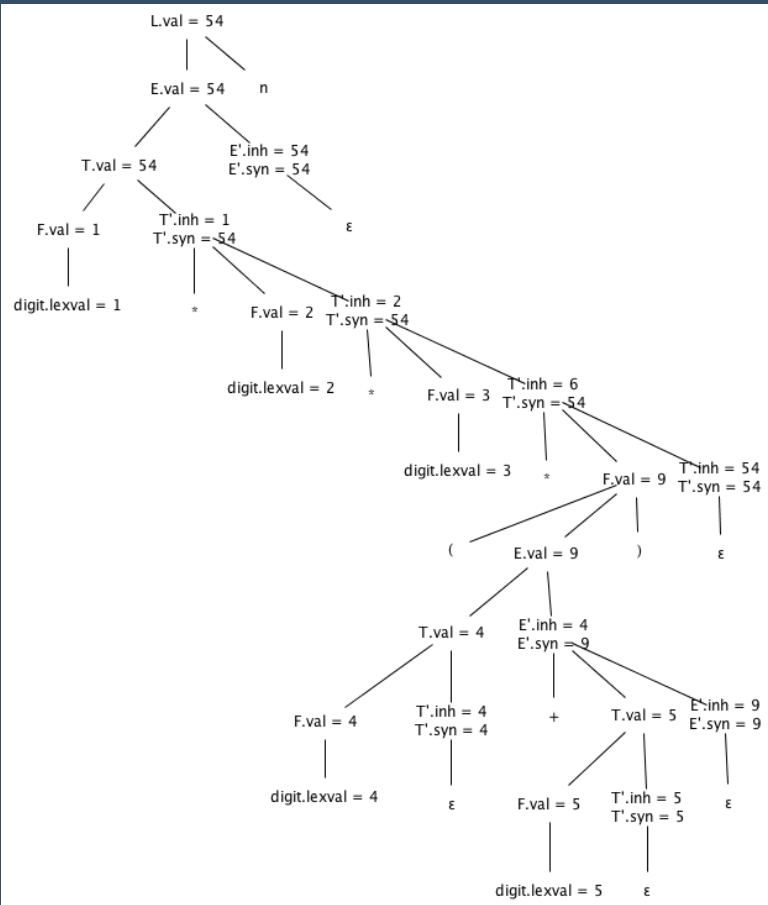 L.val = 54
E.val = 54
n
T.val = 54
E'.inh = 54
E'.syn = 54
F.val = 1
T'.inh = 1
T'.syn = 54
ε
digit.lexval = 1
*
F.val = 2
T'.inh = 2
T'.syn = 54
digit.lexval = 2
*
F.val = 3
T'.inh = 6
T'.syn = 54
digit.lexval = 3
*
F.val = 9
T'.inh = 54
T'.syn = 54
(
E.val = 9
)
ε
T.val = 4
E'.inh = 4
E'.syn = 9
F.val = 4
T'.inh = 4
T'.syn = 4
+
T.val = 5
E'.inh = 9
E'.syn = 9
digit.lexval = 4
ε
F.val = 5
T'.inh = 5
T'.syn = 5
ε
digit.lexval = 5
ε